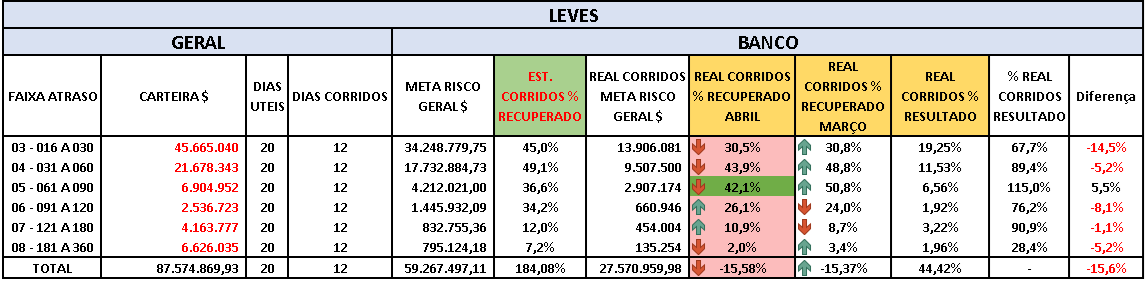 LEVES
GERAL BANCO
FAIXA ATRASO CARTEIRA $ DIAS UTEIS DIAS CORRIDOS META RISCO GERAL $ EST. CORRIDOS % RECUPERADO REAL CORRIDOS META RISCO GERAL $ REAL CORRIDOS % RECUPERADO ABRIL REAL CORRIDOS % RECUPERADO MARÇO REAL CORRIDOS % RESULTADO % REAL CORRIDOS RESULTADO Diferença
03 - 016 A 030 45.665.040 20 12 34.248.779,75 45,0% 13.906.081 30,5% 30,8% 19,25% 67,7% -14,5%
04 - 031 A 060 21.678.343 20 12 17.732.884,73 49,1% 9.507.500 43,9% 48,8% 11,53% 89,4% -5,2%
05 - 061 A 090 6.904.952 20 12 4.212.021,00 36,6% 2.907.174 42,1% 50,8% 6,56% 115,0% 5,5%
06 - 091 A 120 2.536.723 20 12 1.445.932,09 34,2% 660.946 26,1% 24,0% 1,92% 76,2% -8,1%
07 - 121 A 180 4.163.777 20 12 832.755,36 12,0% 454.004 10,9% 8,7% 3,22% 90,9% -1,1%
08 - 181 A 360 6.626.035 20 12 795.124,18 7,2% 135.254 2,0% 3,4% 1,96% 28,4% -5,2%
TOTAL 87.574.869,93 20 12 59.267.497,11 184,08% 27.570.959,98 -15,58% -15,37% 44,42% - -15,6%